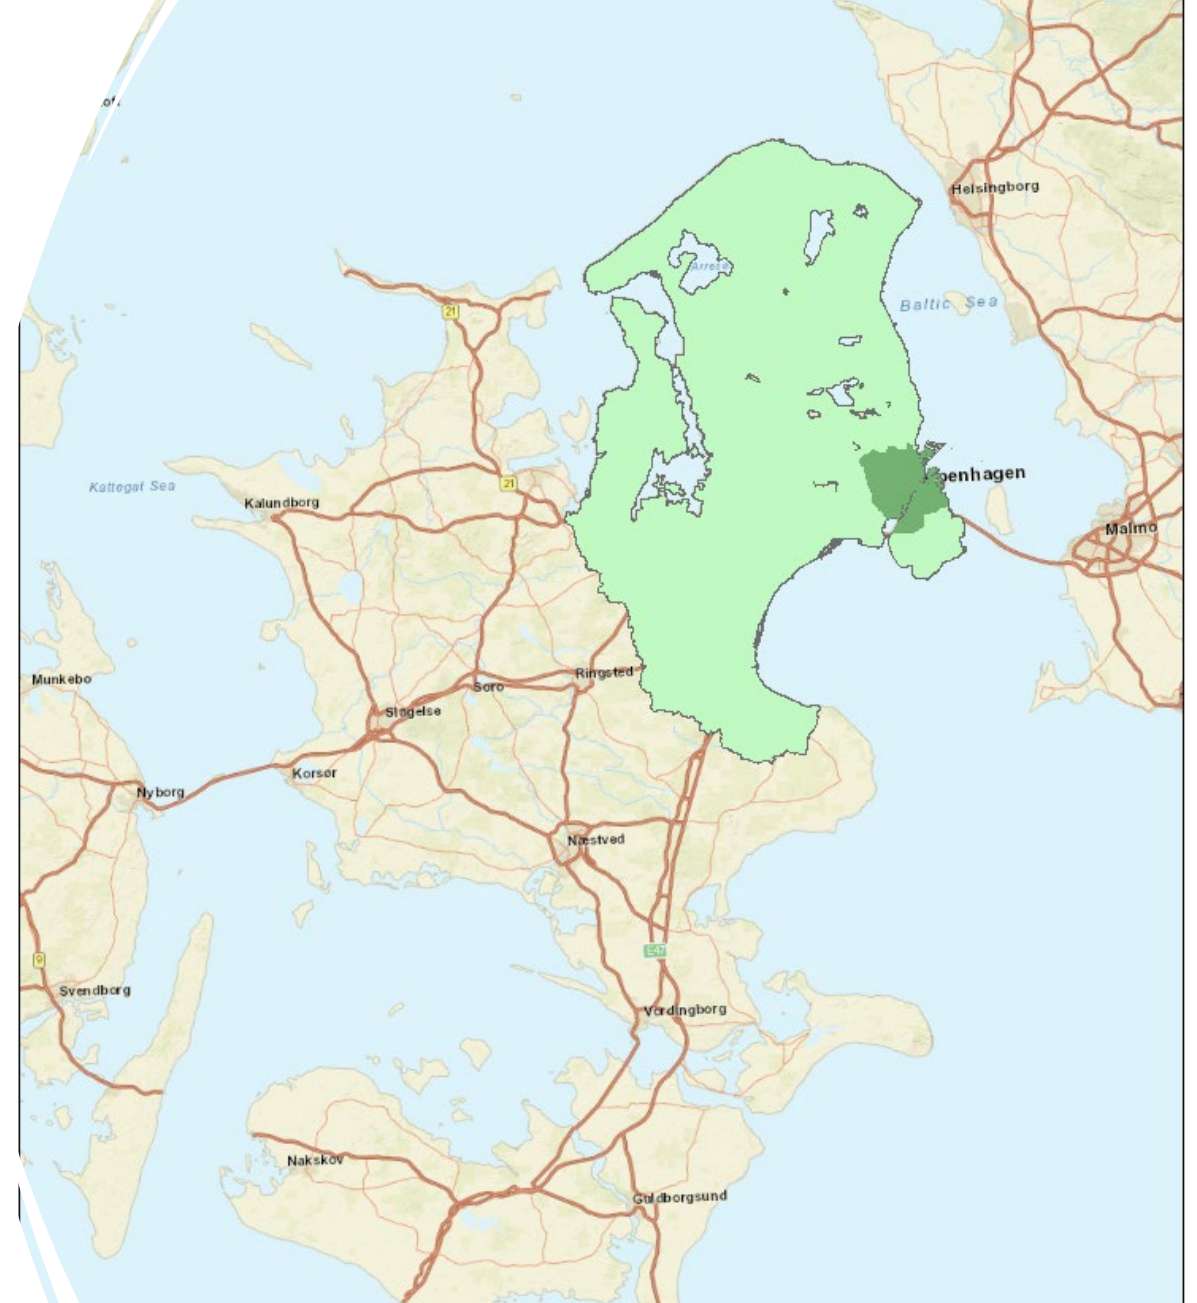 Helsingborg
Arresø
Baltic Sea
21
penhagen
Kattegat Sea
21
Kalundborg
Malmo
Ringsted
Munkebo
Soro
Slagelse
Korsør
Nyborg
Næstved
E47
9
Svendborg
Vordingborg
Nakskov
Guldborgsund